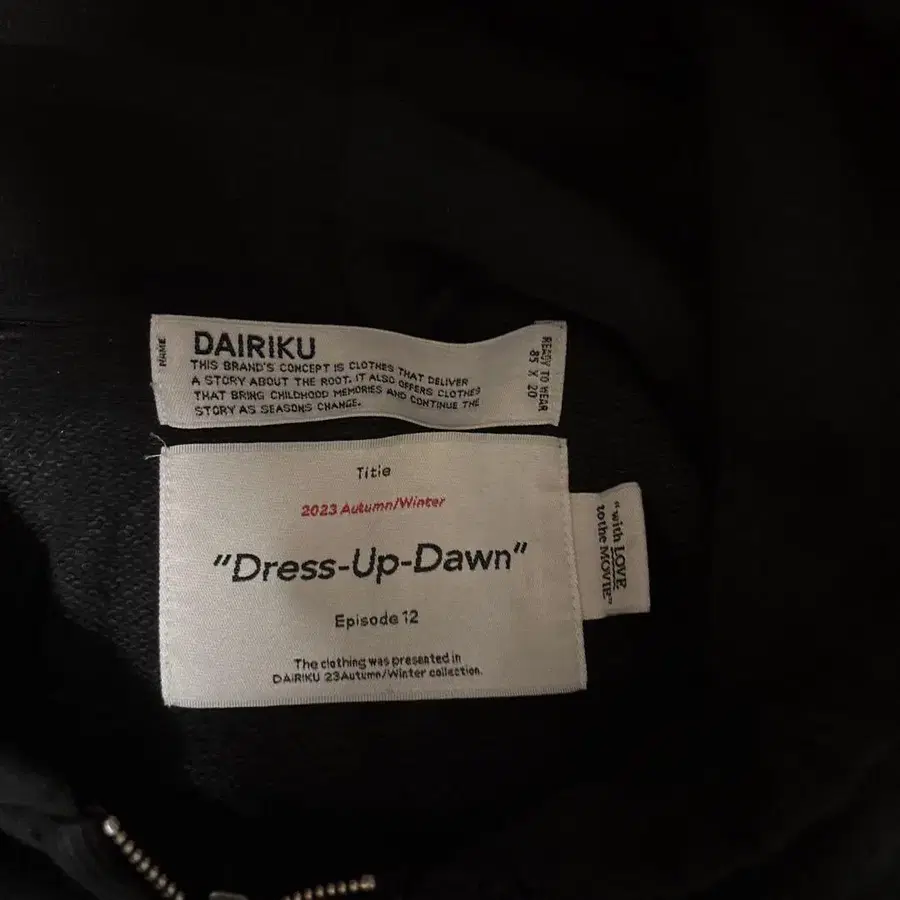 NAME
DAIRIKU
THIS BRAND'S CONCEPT IS CLOTHES THAT DELIVER
A STORY ABOUT THE ROOT. IT ALSO OFFERS CLOTHES
THAT BRING CHILDHOOD MEMORIES AND CONTINUE THE
STORY AS SEASONS CHANGE.
READY TO WEAR
85 X 20
Title
2023 Autumn/Winter
"Dress-Up-Dawn"
Episode 12
The clothing was presented in
DAIRIKU 23Autumn/Winter collection.
"with LOVE
to the MOVIE"